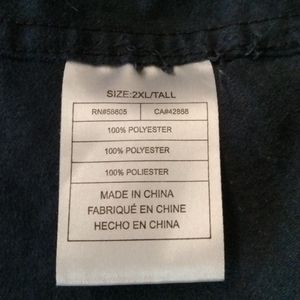 SIZE: 2XL/TALL
RN#58605 CA#42888
100% POLYESTER
100% POLYESTER
100% POLIESTER
MADE IN CHINA
FABRIQUÉ EN CHINE
HECHO EN CHINA